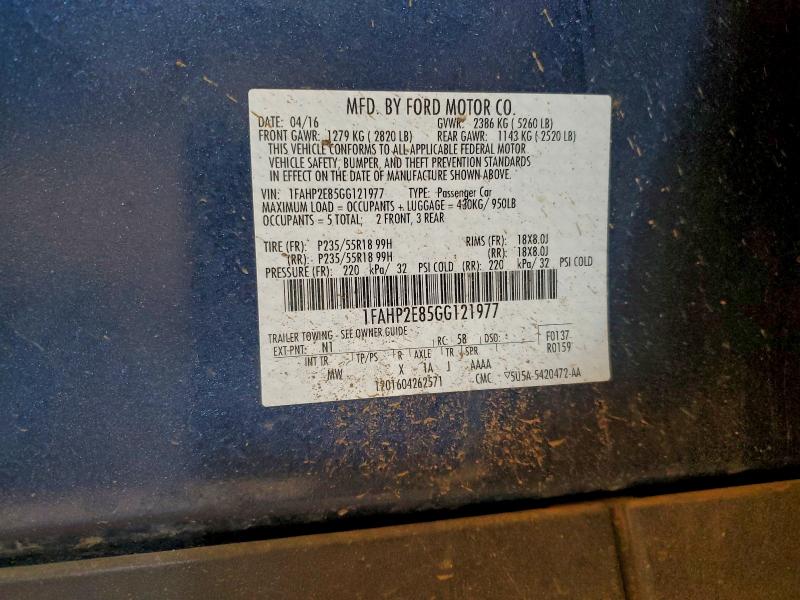 MFD. BY FORD MOTOR CO.
DATE: 04/16 GVWR: 2386 KG ( 5260 LB)
FRONT GAWR: 1279 KG ( 2820 LB) REAR GAWR: 1143 KG ( 2520 LB)
THIS VEHICLE CONFORMS TO ALL APPLICABLE FEDERAL MOTOR
VEHICLE SAFETY, BUMPER, AND THEFT PREVENTION STANDARDS
IN EFFECT ON THE DATE OF MANUFACTURE SHOWN ABOVE.
VIN: 1FAHP2E85GG121977 TYPE: Passenger Car
MAXIMUM LOAD = OCCUPANTS + LUGGAGE = 430KG/ 950LB
OCCUPANTS = 5 TOTAL; 2 FRONT, 3 REAR
TIRE (FR): P235/55R18 99H RIMS (FR): 18X8.0J
(RR): P235/55R18 99H (RR): 18X8.0J
PRESSURE (FR): 220 kPa/ 32 PSI COLD (RR): 220 kPa/ 32 PSI COLD
1FAHP2E85GG121977
TRAILER TOWING - SEE OWNER GUIDE
EXT-PNT: N1 RC: 58 DSO: F0137
INT TR TP/PS R AXLE TR SPR R0159
MW X 1A J AAAA
1201604262571 CMC ▽5U5A-5420472-AA